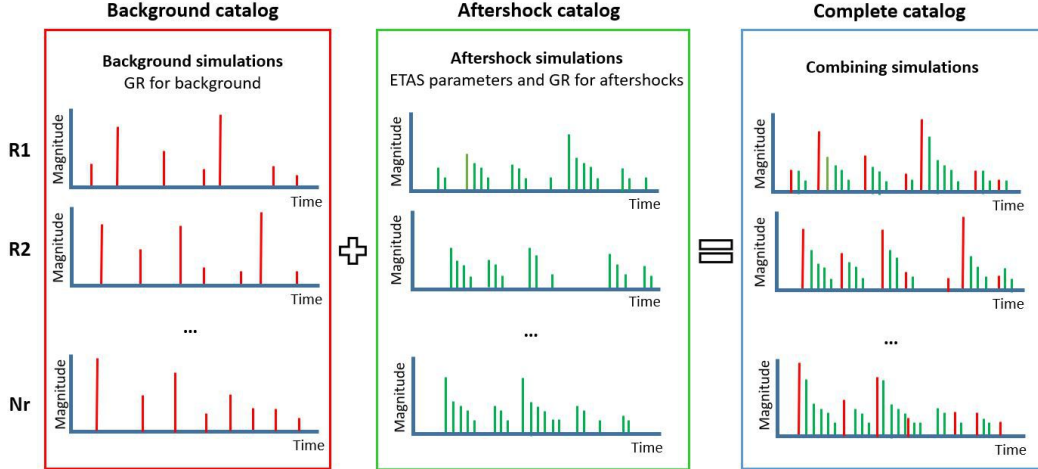 Background catalog
Aftershock catalog
Complete catalog
Background simulations
GR for background
Aftershock simulations
ETAS parameters and GR for aftershocks
Combining simulations
R1
Magnitude
Time
Magnitude
Time
Magnitude
Time
R2
Magnitude
Time
Magnitude
Time
Magnitude
Time
...
...
...
Nr
Magnitude
Time
Magnitude
Time
Magnitude
Time